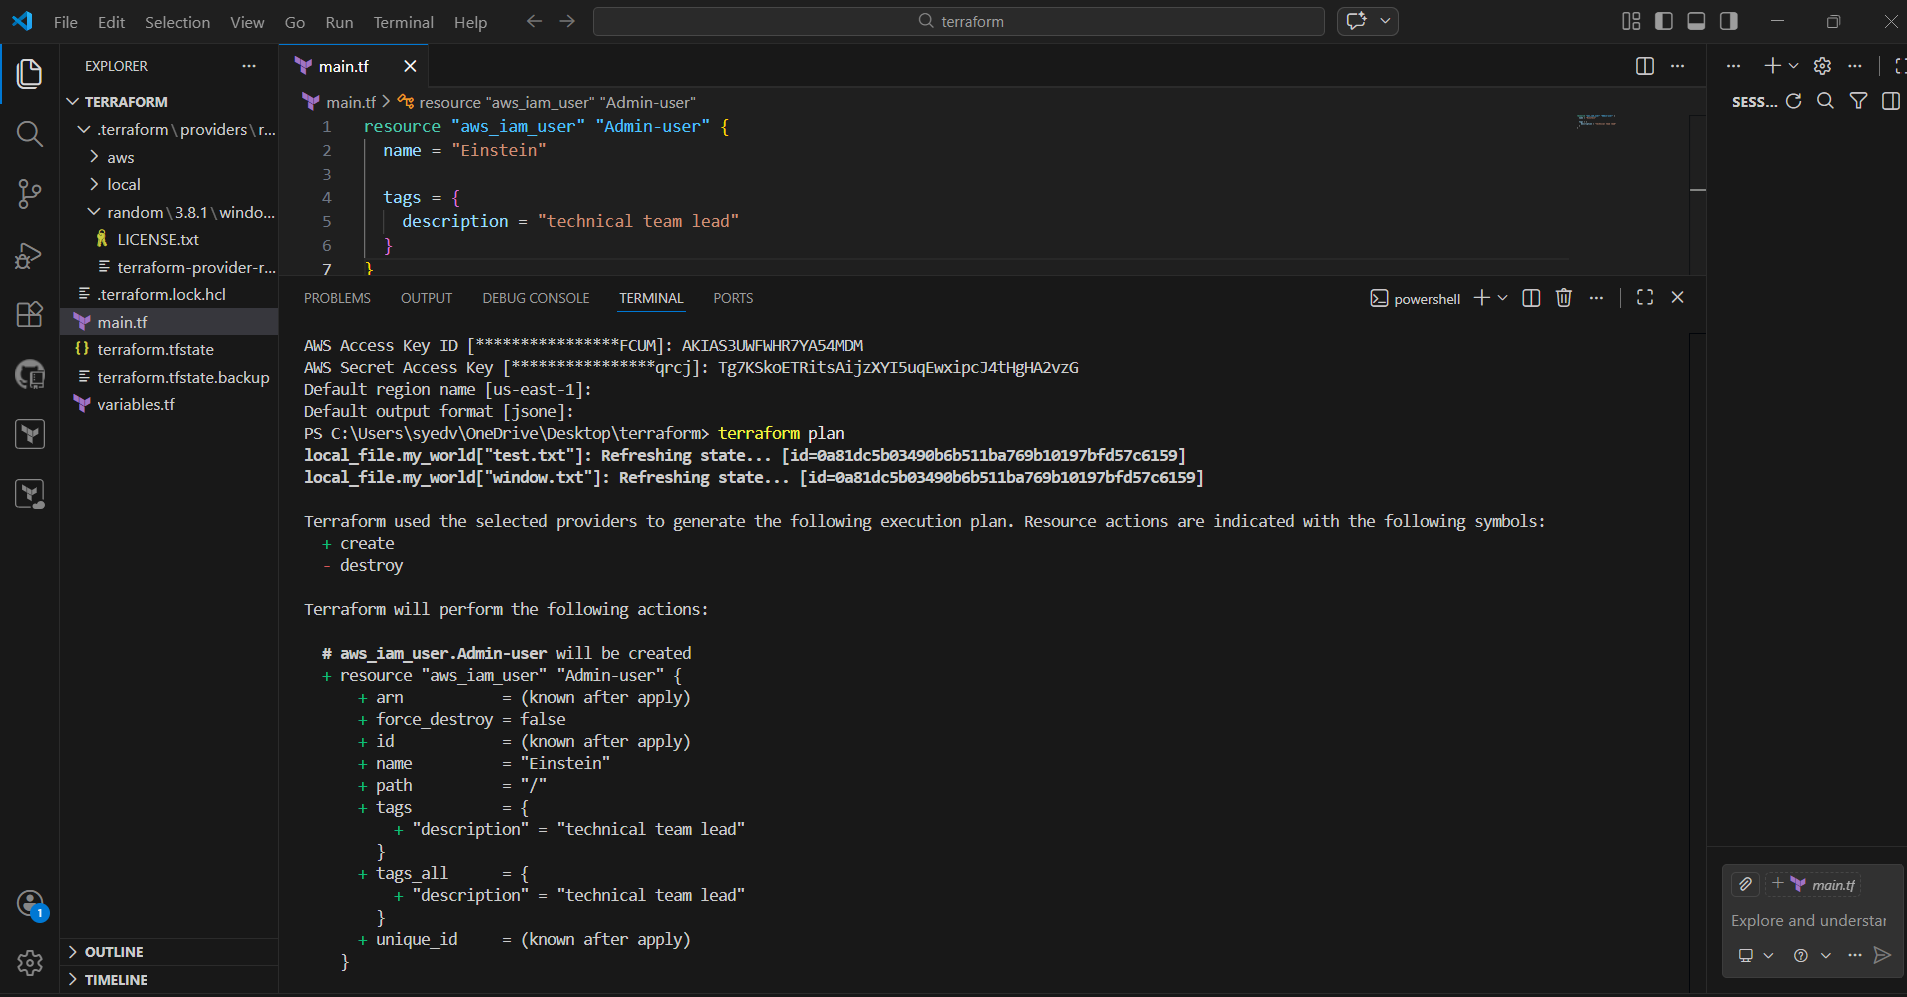 File Edit Selection View Go Run Terminal Help
terraform
EXPLORER
TERRAFORM
.terraform\providers\r...
aws
local
random\3.8.1\windo...
LICENSE.txt
terraform-provider-r...
.terraform.lock.hcl
main.tf
terraform.tfstate
terraform.tfstate.backup
variables.tf
OUTLINE
TIMELINE
1
main.tf
main.tf > resource "aws_iam_user" "Admin-user"
1 resource "aws_iam_user" "Admin-user" {
2 name = "Einstein"
3
4 tags = {
5 description = "technical team lead"
6 }
7 }
PROBLEMS OUTPUT DEBUG CONSOLE TERMINAL PORTS
powershell
AWS Access Key ID [****************FCUM]: AKIAS3UWFWHR7YA54MDM
AWS Secret Access Key [****************qrcj]: 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
Default region name [us-east-1]:
Default output format [jsone]:
PS C:\Users\syedv\OneDrive\Desktop\terraform> terraform plan
local_file.my_world["test.txt"]: Refreshing state... [id=0a81dc5b03490b6b511ba769b10197bfd57c6159]
local_file.my_world["window.txt"]: Refreshing state... [id=0a81dc5b03490b6b511ba769b10197bfd57c6159]
Terraform used the selected providers to generate the following execution plan. Resource actions are indicated with the following symbols:
+ create
- destroy
Terraform will perform the following actions:
# aws_iam_user.Admin-user will be created
+ resource "aws_iam_user" "Admin-user" {
+ arn = (known after apply)
+ force_destroy = false
+ id = (known after apply)
+ name = "Einstein"
+ path = "/"
+ tags = {
+ "description" = "technical team lead"
}
+ tags_all = {
+ "description" = "technical team lead"
}
+ unique_id = (known after apply)
}
SESS...
main.tf
Explore and understan